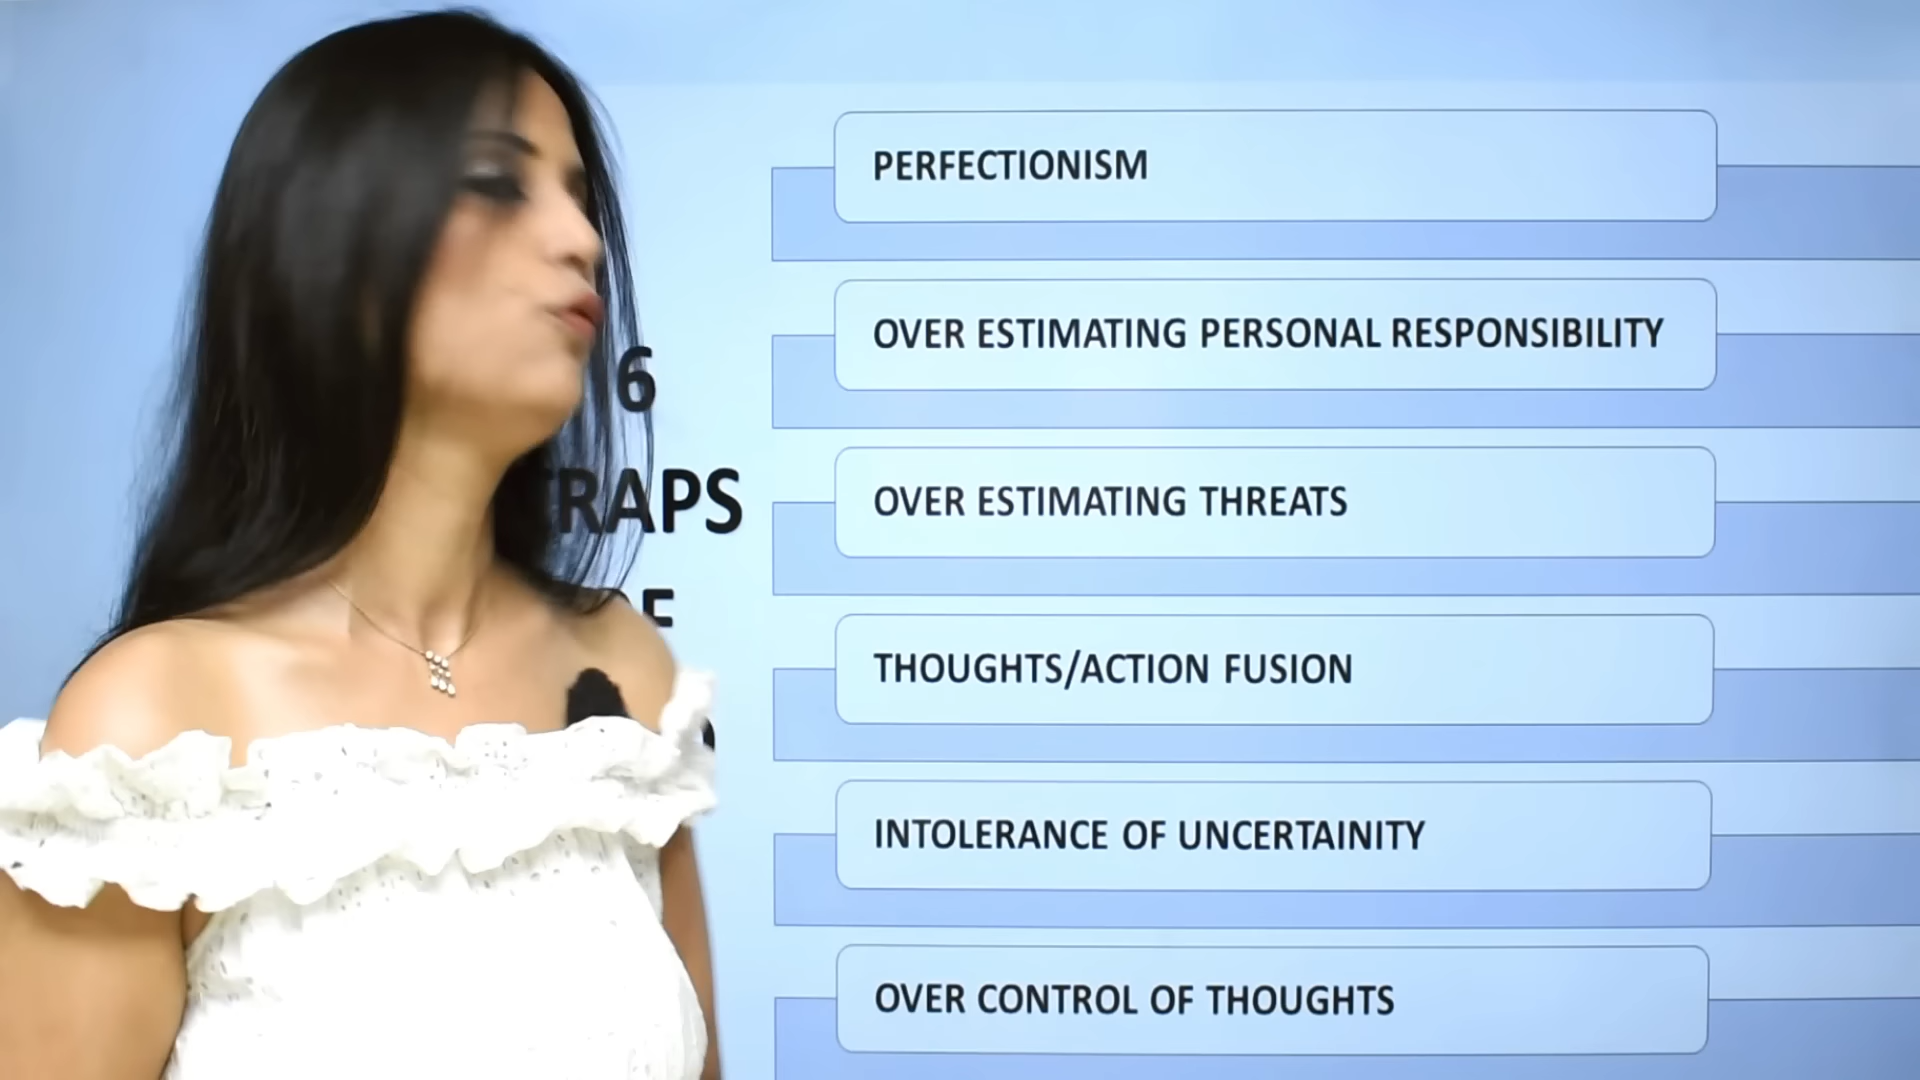 6
TRAPS
PERFECTIONISM
OVER ESTIMATING PERSONAL RESPONSIBILITY
OVER ESTIMATING THREATS
THOUGHTS/ACTION FUSION
INTOLERANCE OF UNCERTAINITY
OVER CONTROL OF THOUGHTS